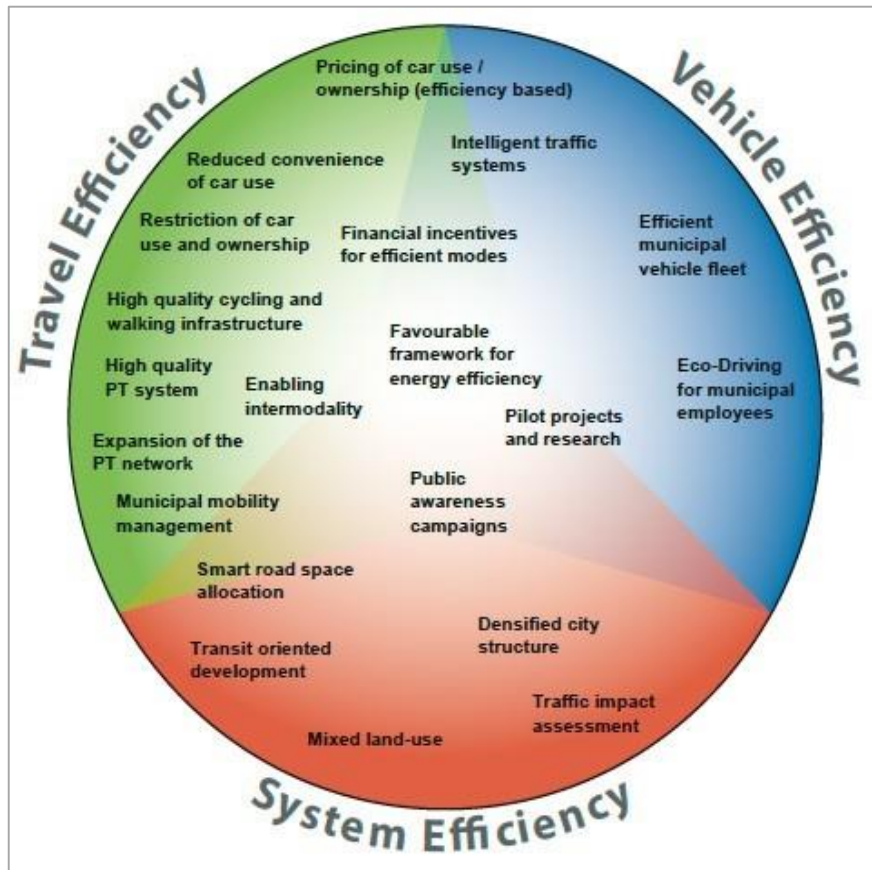 Travel Efficiency
Vehicle Efficiency
Pricing of car use /
ownership (efficiency based)
Intelligent traffic
systems
Reduced convenience
of car use
Restriction of car
use and ownership
Financial incentives
for efficient modes
Efficient
municipal
vehicle fleet
High quality cycling and
walking infrastructure
Favourable
framework for
energy efficiency
High quality
PT system
Enabling
intermodality
Eco-Driving
for municipal
employees
Pilot projects
and research
Expansion of the
PT network
Public
awareness
campaigns
Municipal mobility
management
Smart road space
allocation
Densified city
structure
Transit oriented
development
Traffic impact
assessment
Mixed land-use
System Efficiency